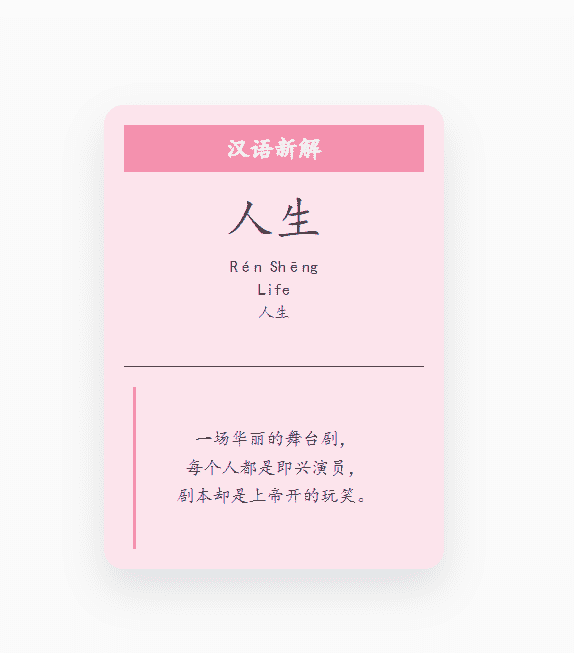 汉语新解
人生
Rén Shēng
Life
人生
一场华丽的舞台剧，
每个人都是即兴演员，
剧本却是上帝开的玩笑。